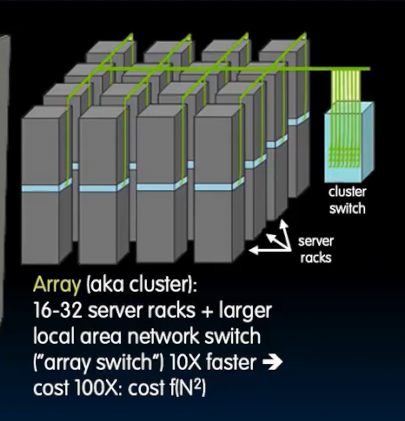 cluster
switch
server
racks
Array (aka cluster):
16-32 server racks + larger
local area network switch
("array switch") 10X faster ➔
cost 100X: cost f(N²)